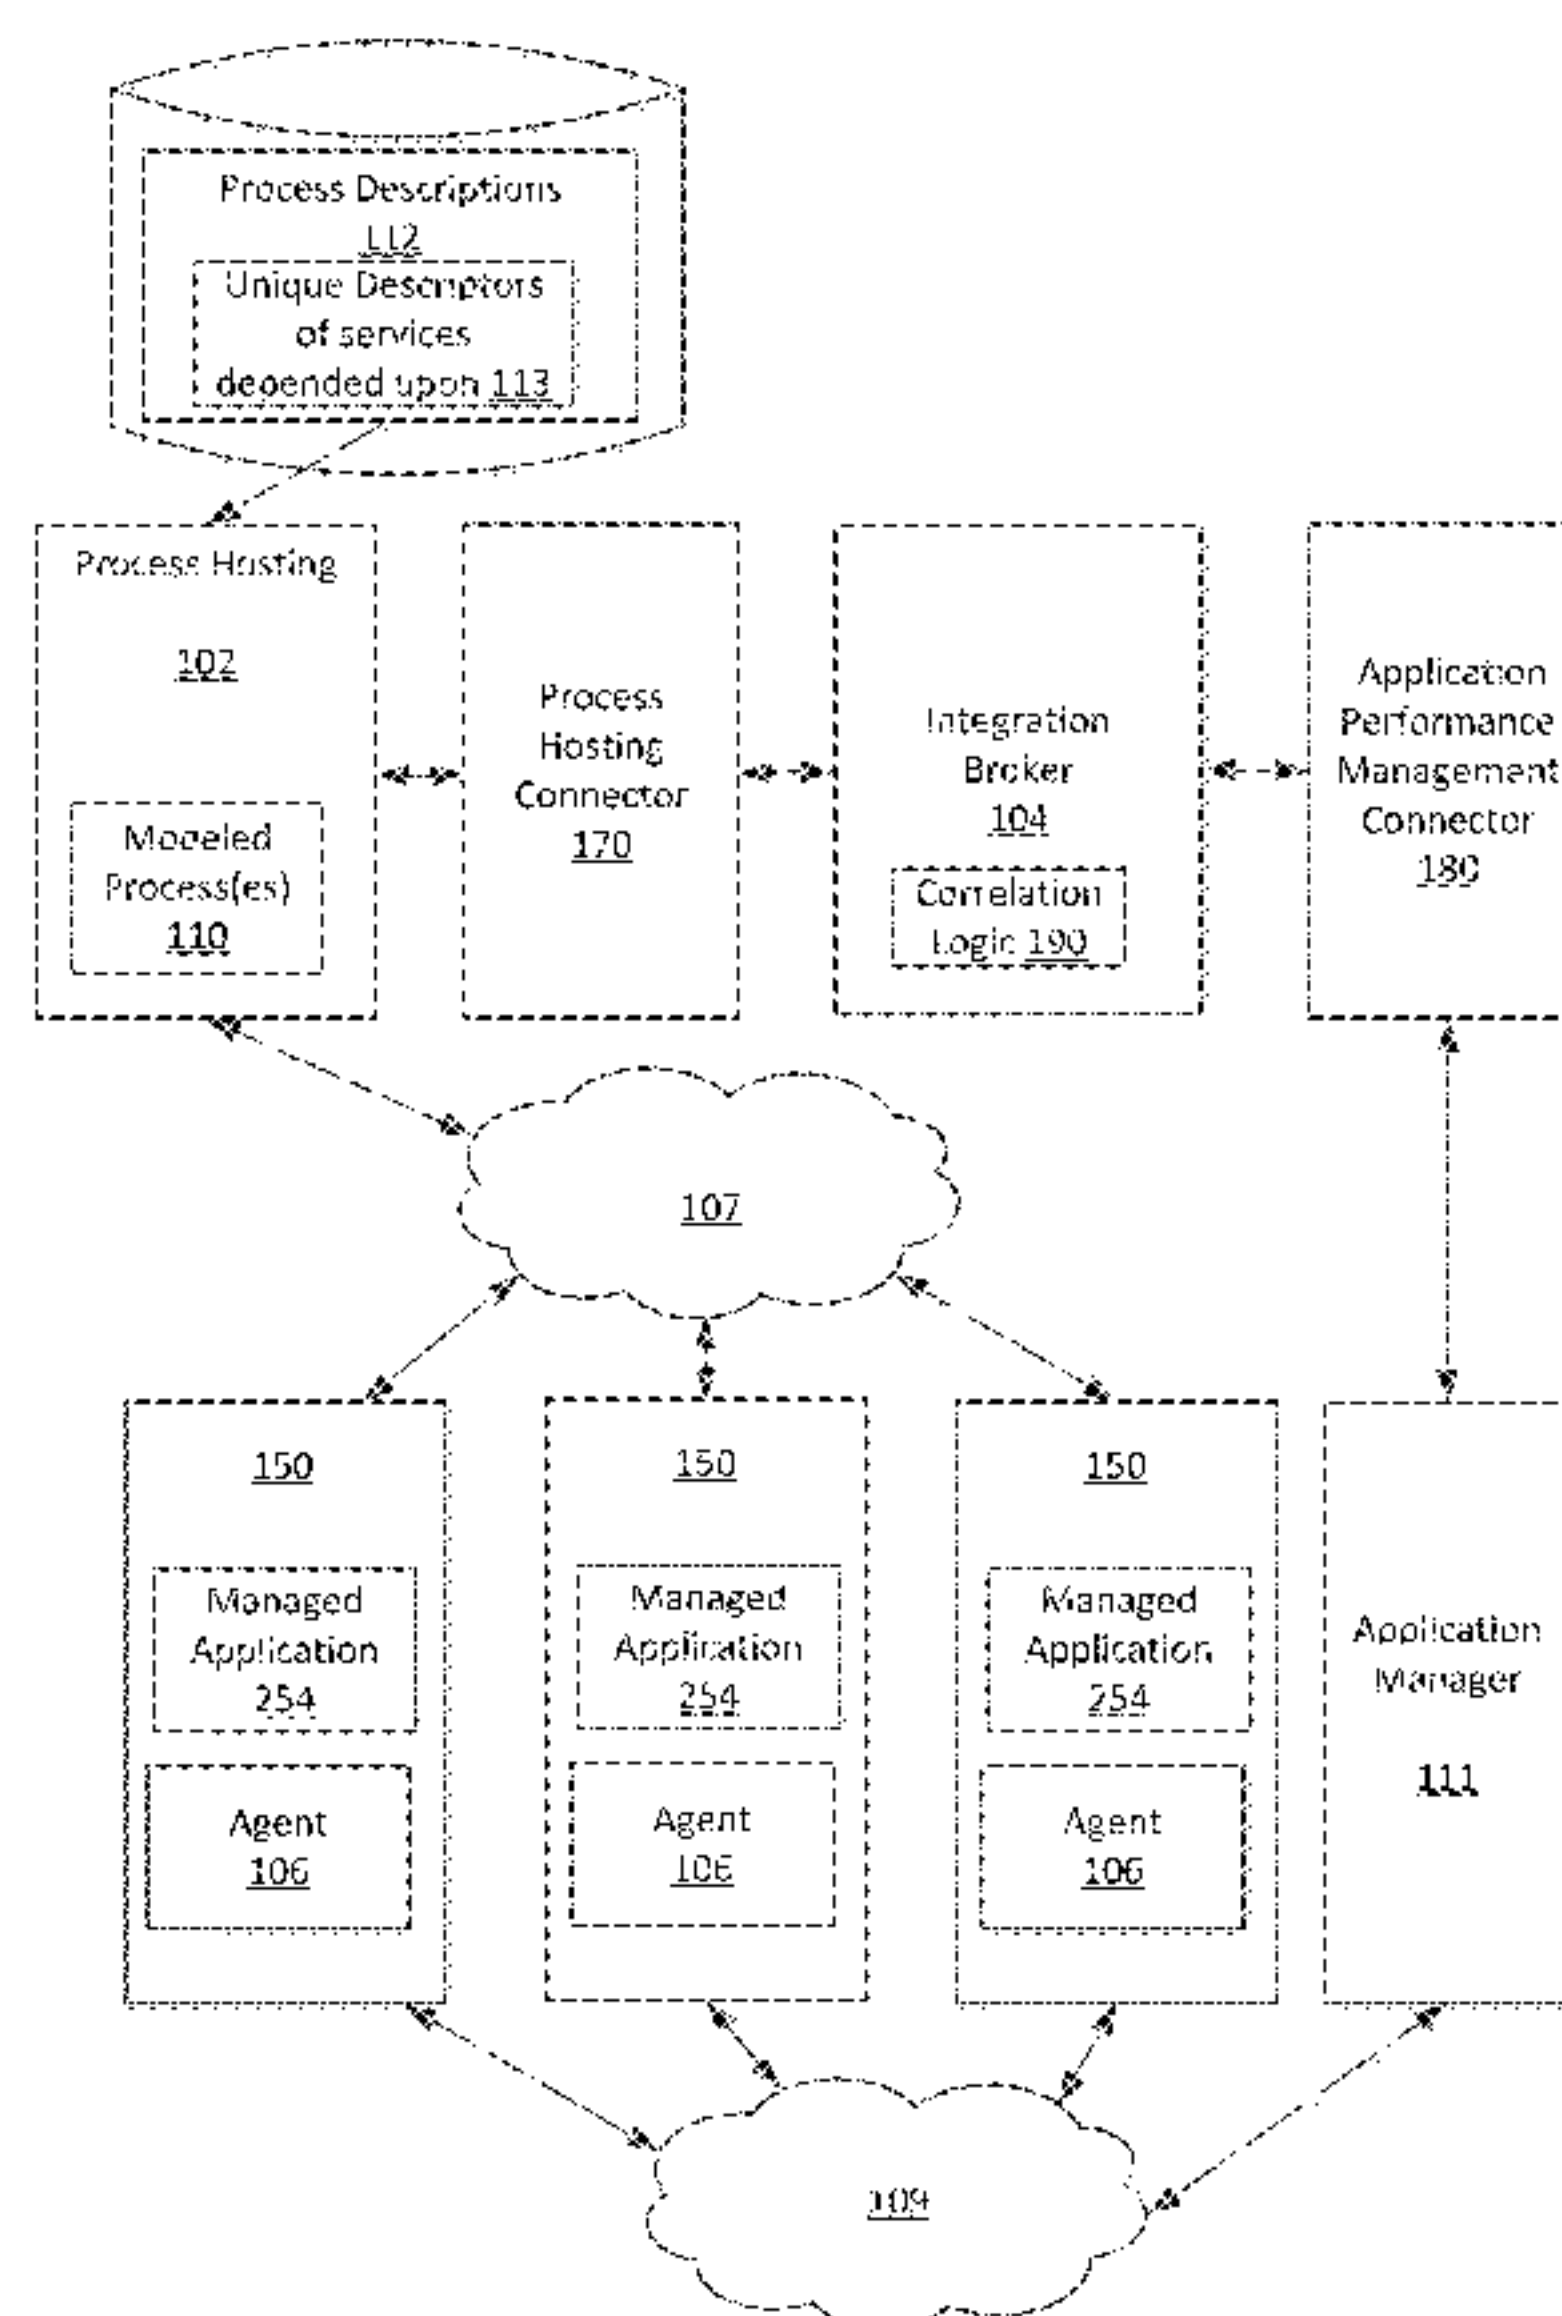 Process Descriptions
112
Unique Descriptors
of services
depended upon 113
Process Hosting
102
Modeled
Process(es)
110
Process
Hosting
Connector
170
Integration
Broker
104
Correlation
Logic 190
Application
Performance
Management
Connector
180
107
150
Managed
Application
254
Agent
106
150
Managed
Application
254
Agent
106
150
Managed
Application
254
Agent
106
Application
Manager
111
109